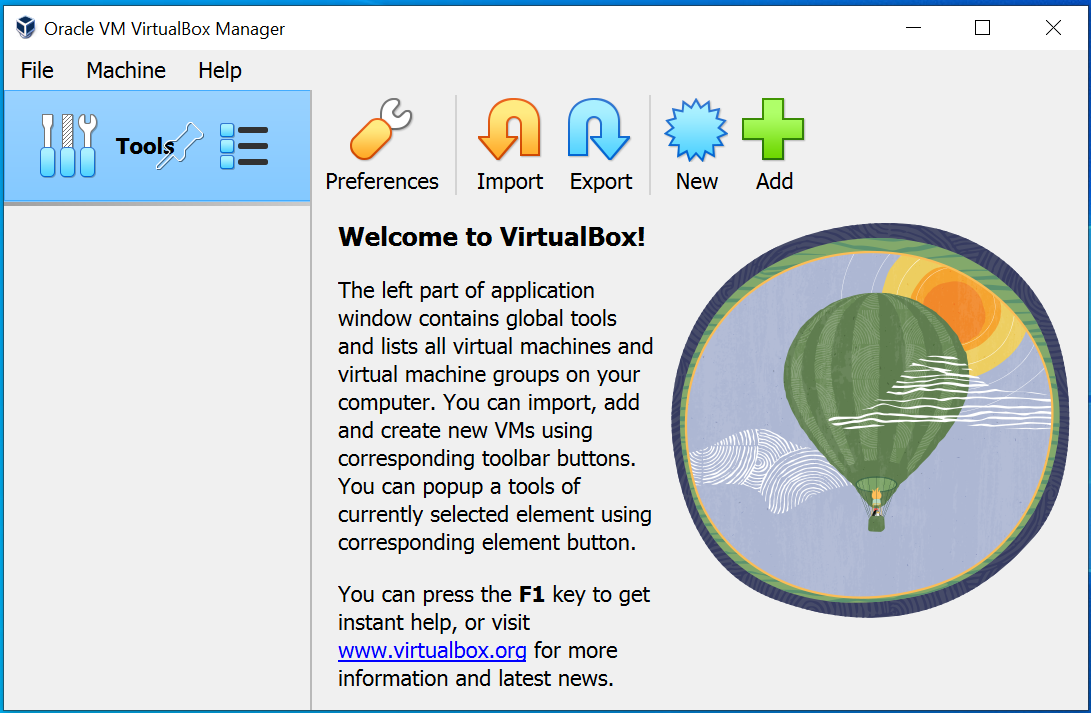 Oracle VM VirtualBox Manager
File Machine Help
Tools
Preferences Import Export New Add
Welcome to VirtualBox!
The left part of application
window contains global tools
and lists all virtual machines and
virtual machine groups on your
computer. You can import, add
and create new VMs using
corresponding toolbar buttons.
You can popup a tools of
currently selected element using
corresponding element button.
You can press the F1 key to get
instant help, or visit
www.virtualbox.org for more
information and latest news.